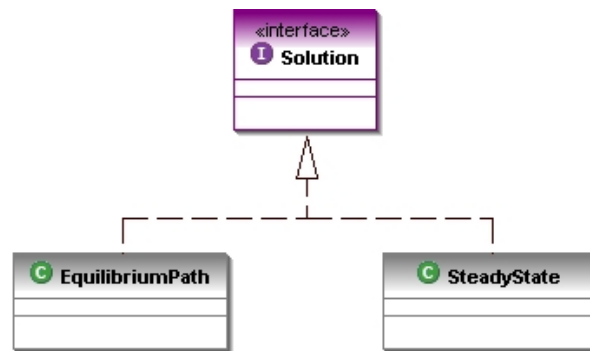 «interface»
I Solution
C EquilibriumPath
C SteadyState